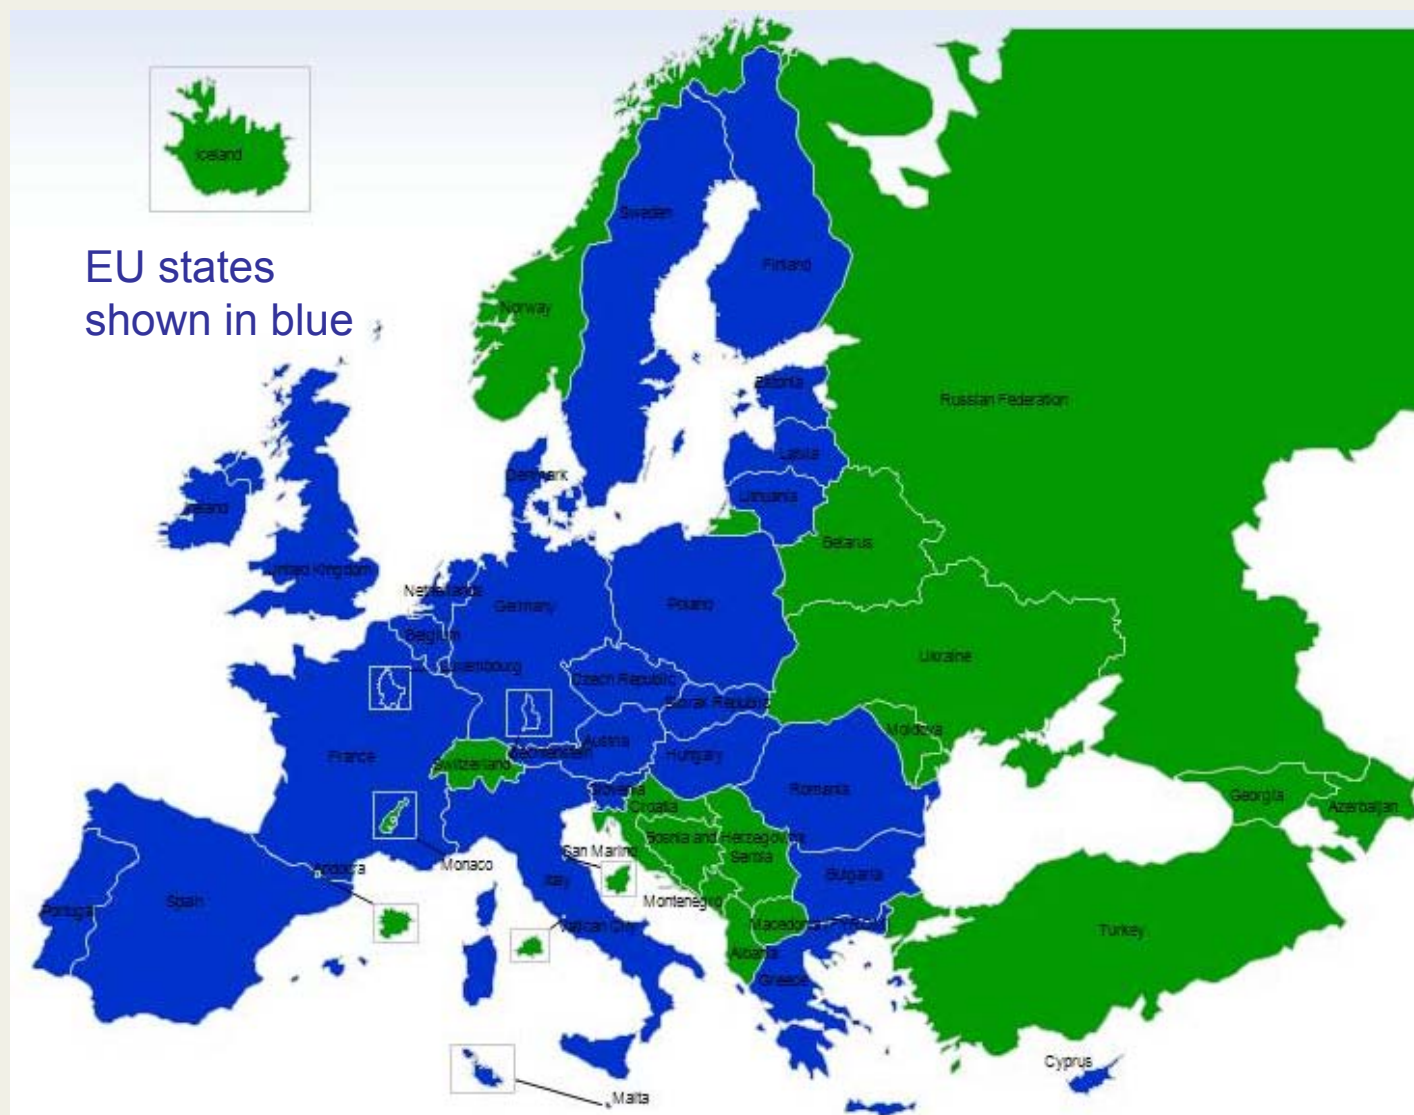 Iceland
EU states
shown in blue
Sweden
Finland
Norway
Estonia
Russian Federation
Latvia
Denmark
Lithuania
Ireland
Belarus
United Kingdom
Netherlands
Germany
Poland
Belgium
Luxembourg
Ukraine
Czech Republic
Slovak Republic
Moldova
Austria
France
Liechtenstein
Hungary
Switzerland
Slovenia
Romania
Georgia
Azerbaijan
Croatia
Bosnia and Herzegovina
San Marino
Serbia
Monaco
Andorra
Italy
Bulgaria
Portugal
Spain
Montenegro
Vatican City
Macedonia
Turkey
Albania
Greece
Cyprus
Malta